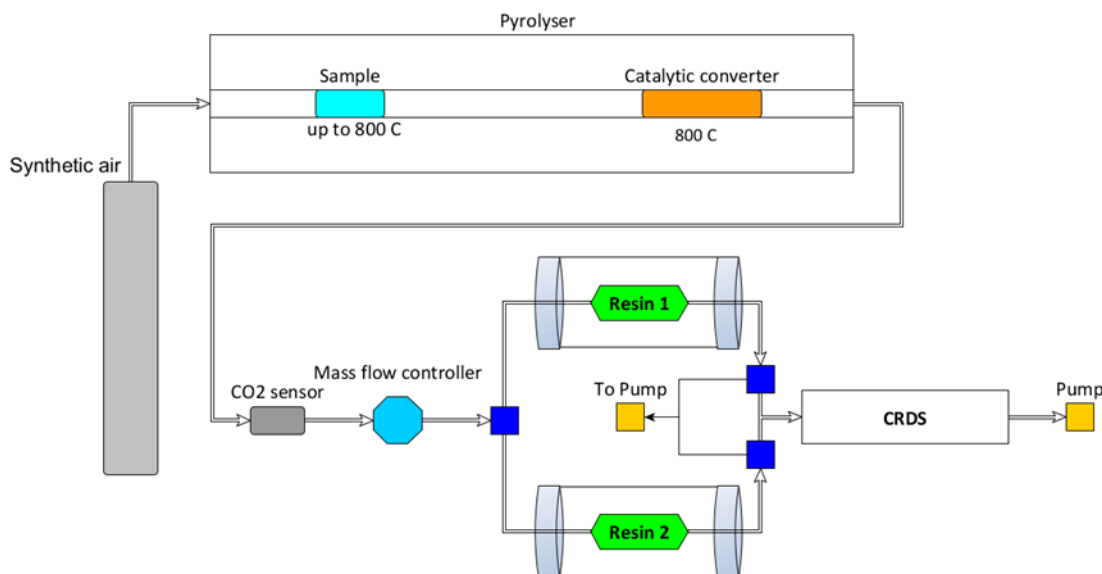 Pyrolyser
Sample
Catalytic converter
up to 800 C
800 C
Synthetic air
Resin 1
Mass flow controller
CO2 sensor
To Pump
CRDS
Pump
Resin 2